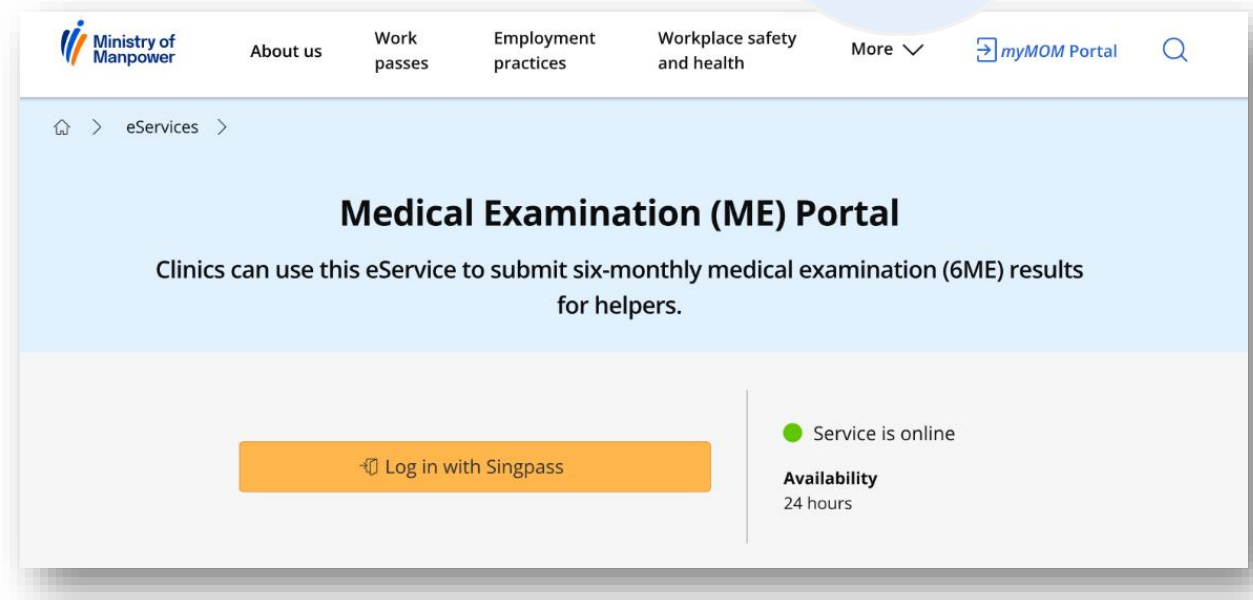 Ministry of
Manpower
About us
Work
passes
Employment
practices
Workplace safety
and health
More
myMOM Portal
eServices
Medical Examination (ME) Portal
Clinics can use this eService to submit six-monthly medical examination (6ME) results
for helpers.
Log in with Singpass
Service is online
Availability
24 hours